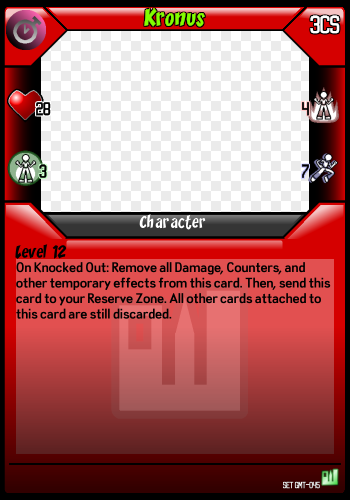 Kronus
3CS
28
4
3
7
Character
Level 12
On Knocked Out: Remove all Damage, Counters, and
other temporary effects from this card. Then, send this
card to your Reserve Zone. All other cards attached to
this card are still discarded.
SET GMT-045